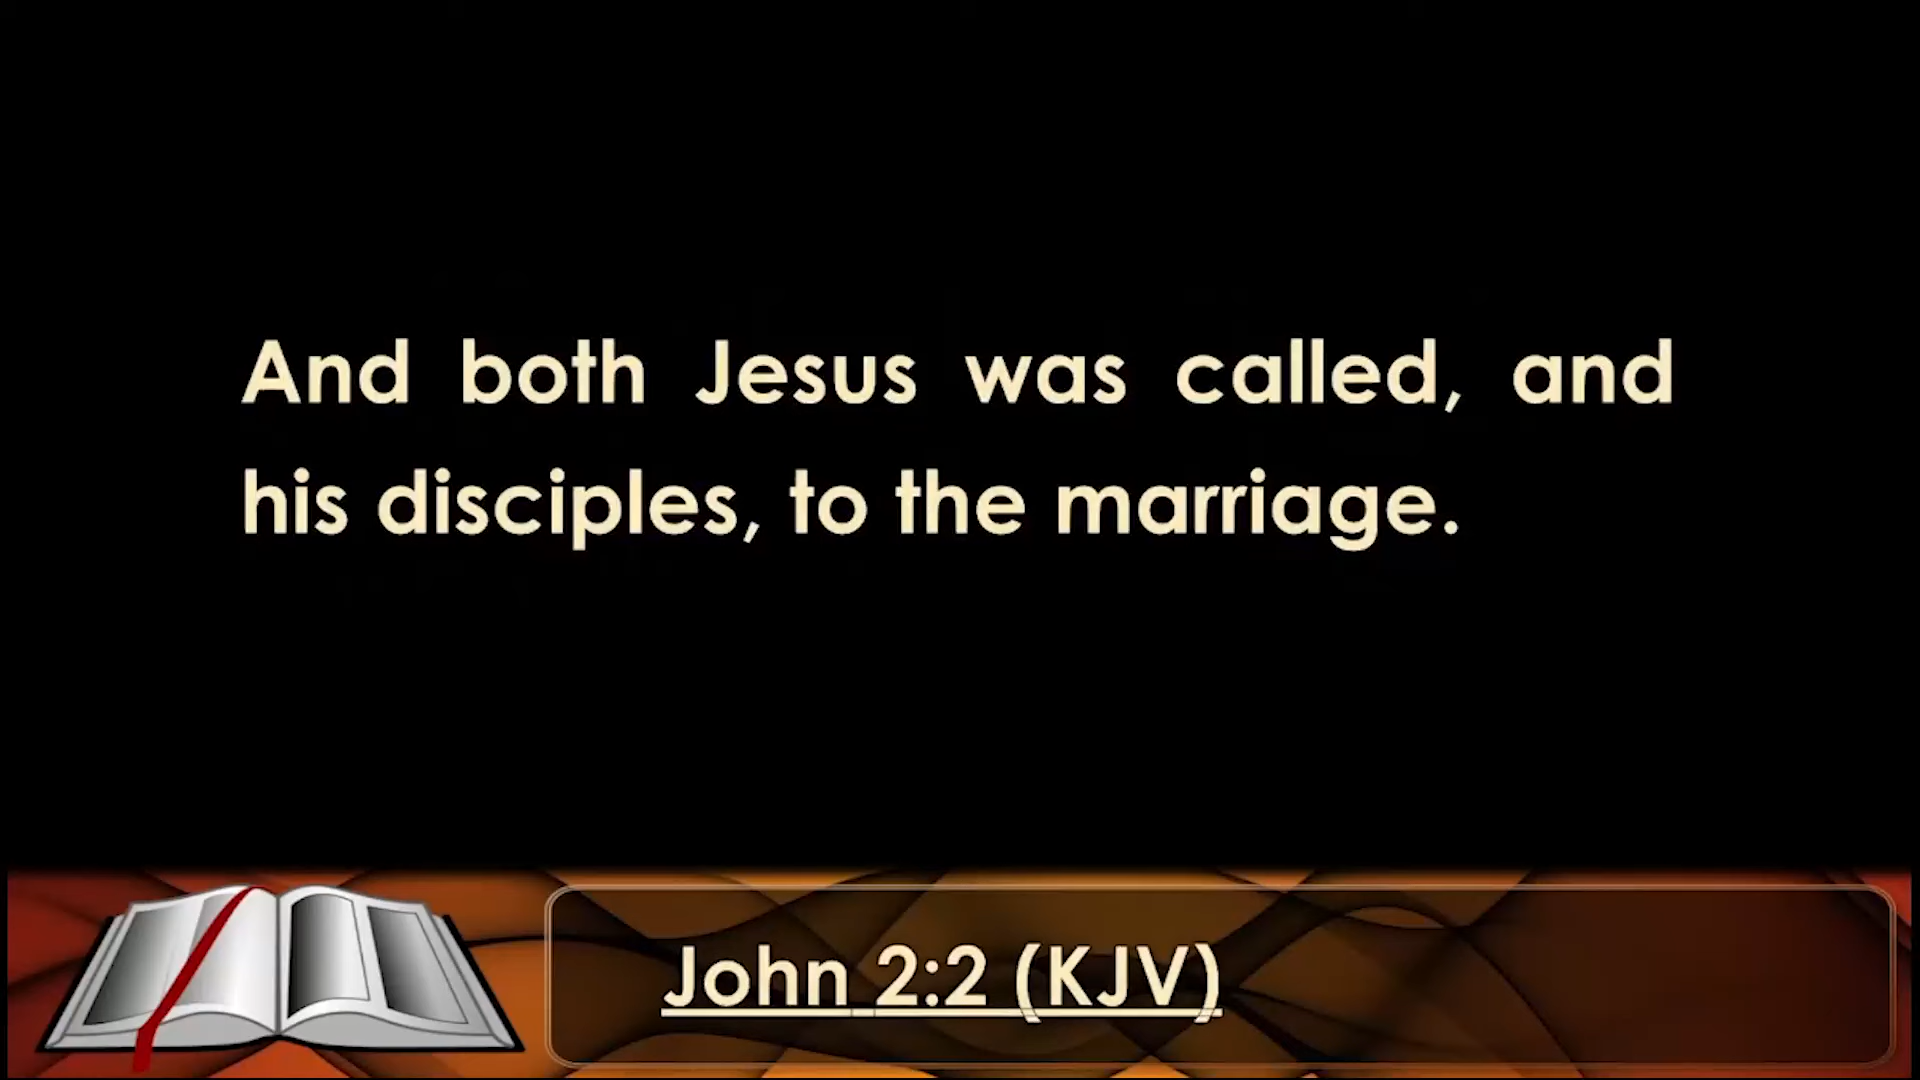 And both Jesus was called, and
his disciples, to the marriage.
John 2:2 (KJV)